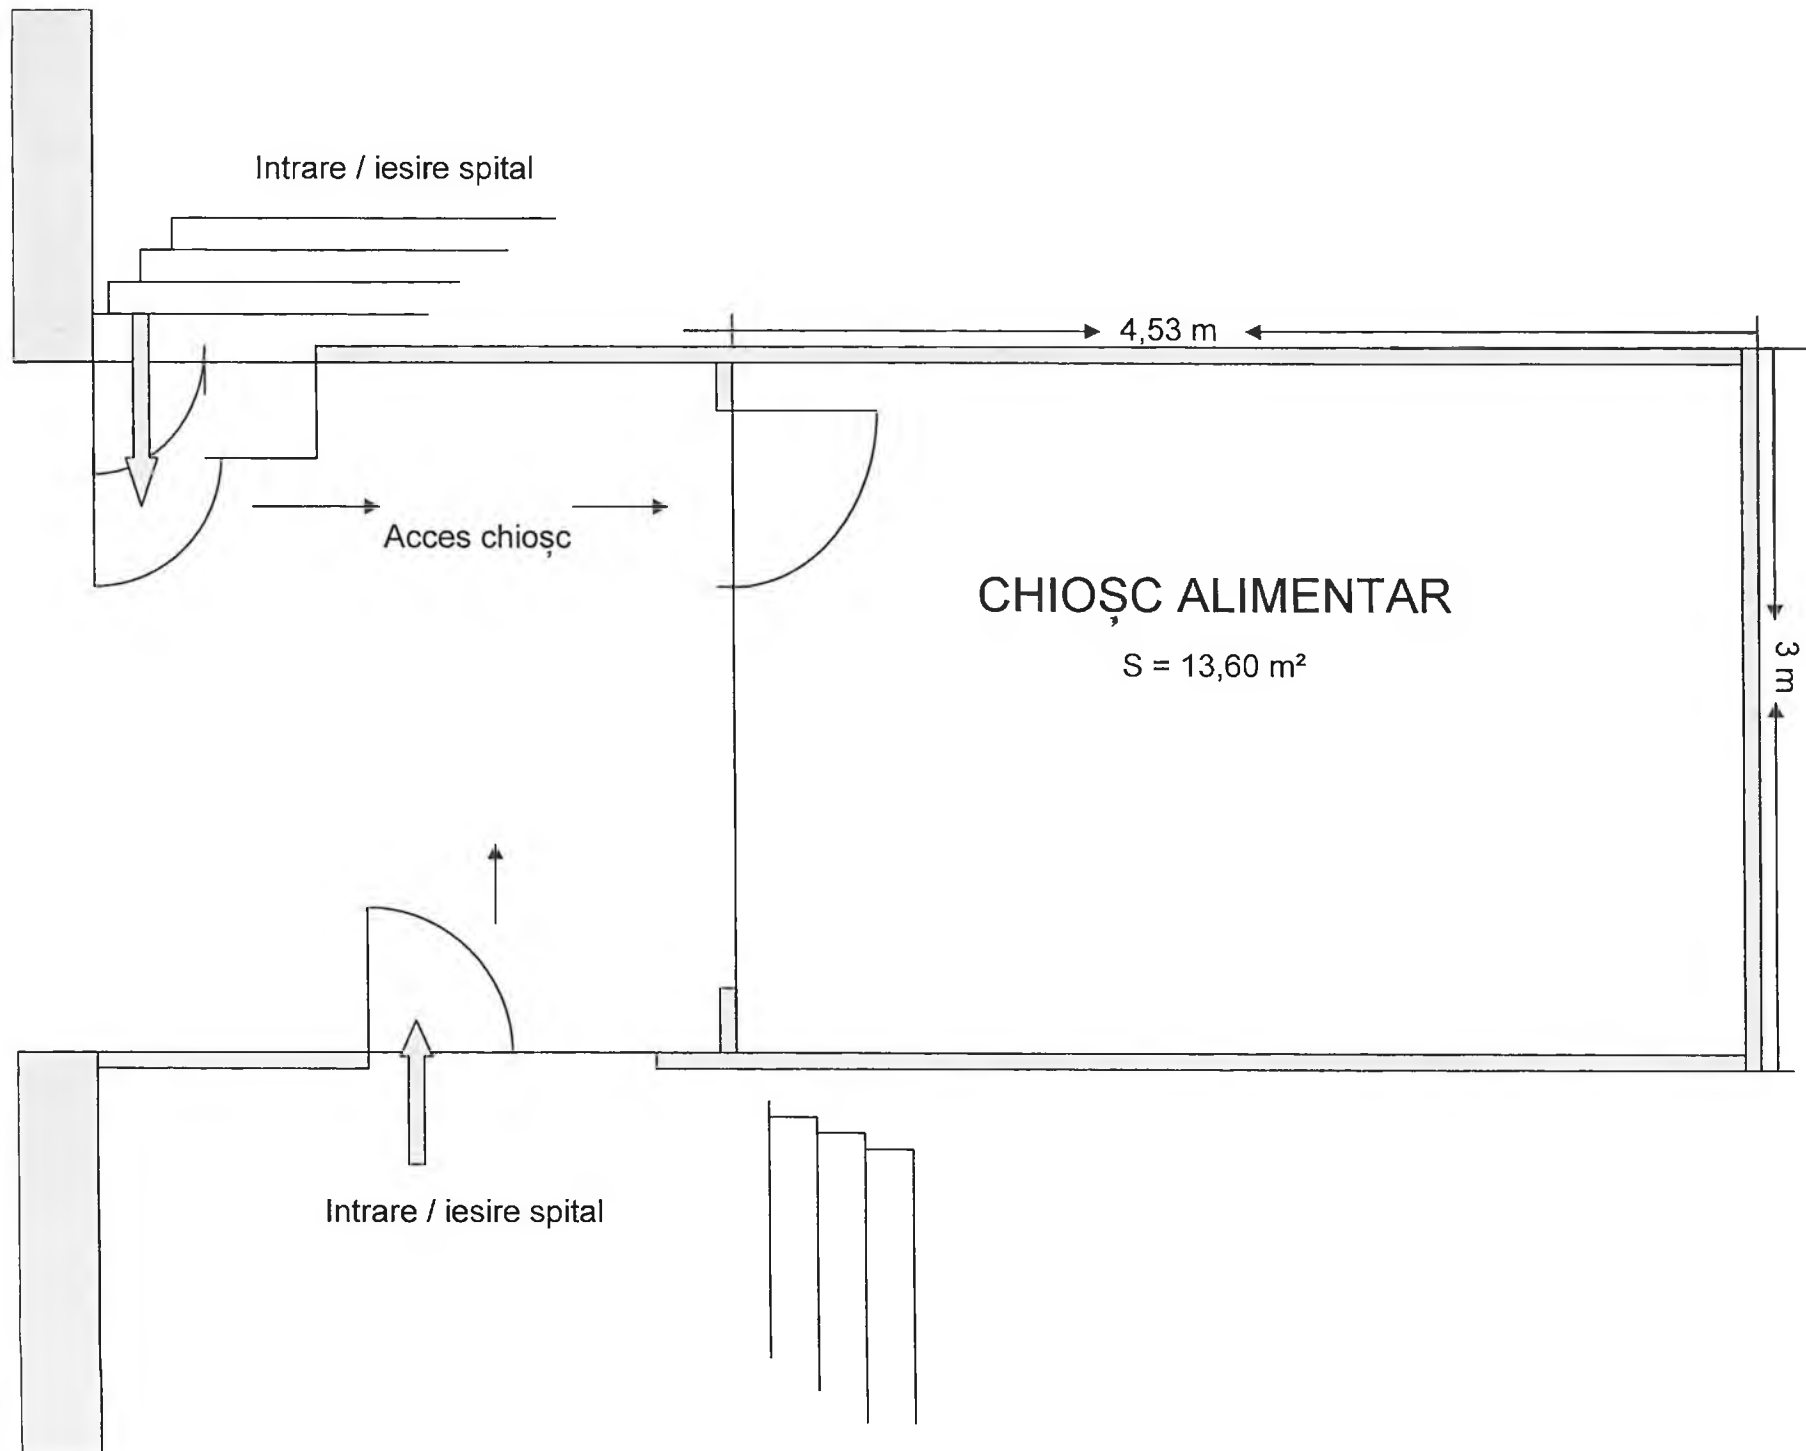 Intrare / iesire spital
4,53 m
Acces chioșc
CHIOȘC ALIMENTAR
S = 13,60 m²
3 m
Intrare / iesire spital